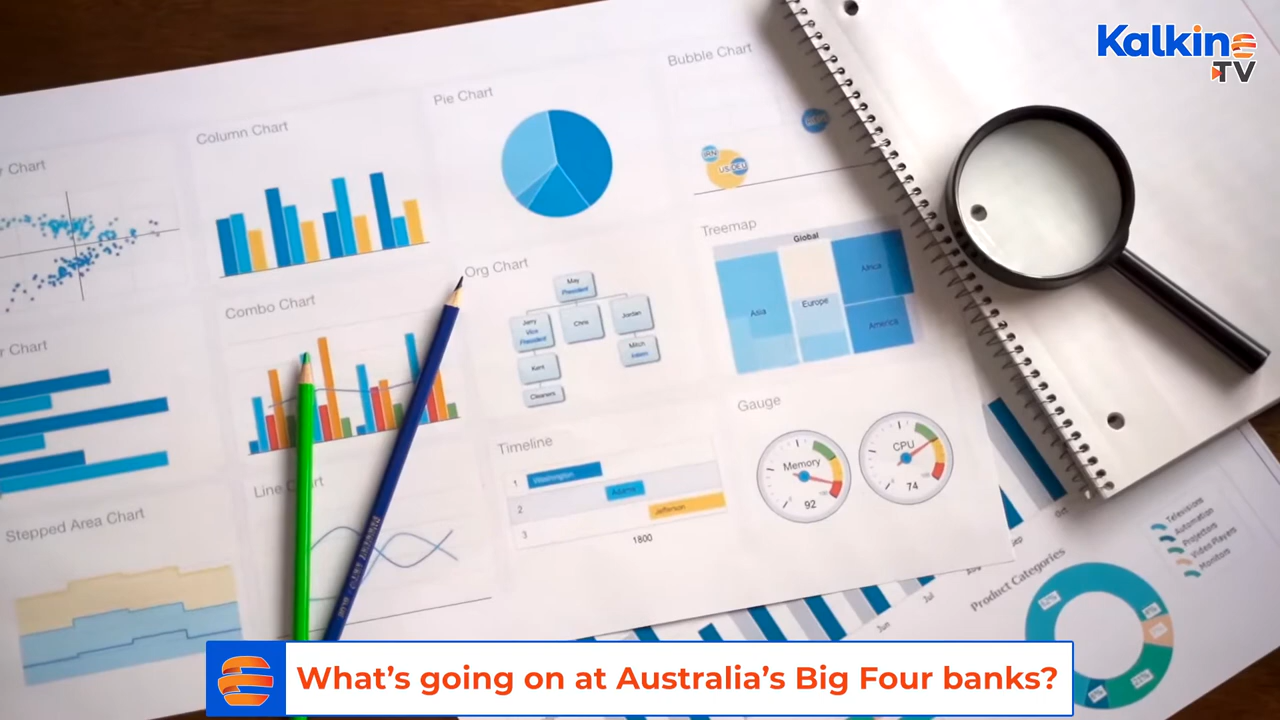 Kalkine
TV
Bubble Chart
Pie Chart
Column Chart
Chart
IRN
Treemap
Global
Asia
Europe
Africa
America
Org Chart
May
President
Jerry
Vice
President
Chris
Jordan
Kent
Mitch
Cleaners
Combo Chart
Chart
Gauge
Memory
92
CPU
74
Timeline
1 Washington
2 Adams
3 Jefferson
1800
Line Chart
Stepped Area Chart
Oct
Jul
Jun
Product Categories
Televisions
Automation
Projectors
Video Players
Monitors
What's going on at Australia's Big Four banks?